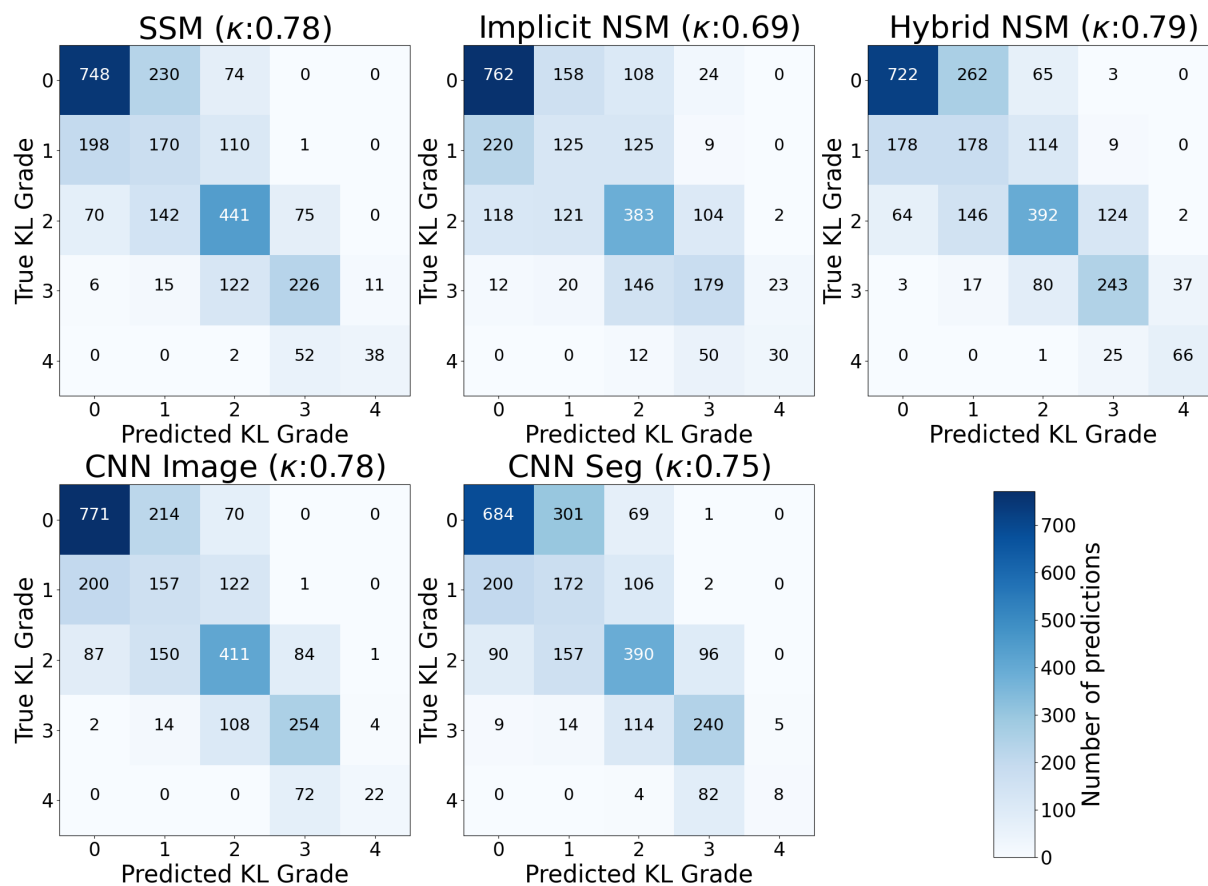 SSM (κ:0.78)
0 748 230 74 0 0
1 198 170 110 1 0
2 70 142 441 75 0
3 6 15 122 226 11
4 0 0 2 52 38
0 1 2 3 4
True KL Grade
Predicted KL Grade
Implicit NSM (κ:0.69)
0 762 158 108 24 0
1 220 125 125 9 0
2 118 121 383 104 2
3 12 20 146 179 23
4 0 0 12 50 30
0 1 2 3 4
True KL Grade
Predicted KL Grade
Hybrid NSM (κ:0.79)
0 722 262 65 3 0
1 178 178 114 9 0
2 64 146 392 124 2
3 3 17 80 243 37
4 0 0 1 25 66
0 1 2 3 4
True KL Grade
Predicted KL Grade
CNN Image (κ:0.78)
0 771 214 70 0 0
1 200 157 122 1 0
2 87 150 411 84 1
3 2 14 108 254 4
4 0 0 0 72 22
0 1 2 3 4
True KL Grade
Predicted KL Grade
CNN Seg (κ:0.75)
0 684 301 69 1 0
1 200 172 106 2 0
2 90 157 390 96 0
3 9 14 114 240 5
4 0 0 4 82 8
0 1 2 3 4
True KL Grade
Predicted KL Grade
700
600
500
400
300
200
100
0
Number of predictions